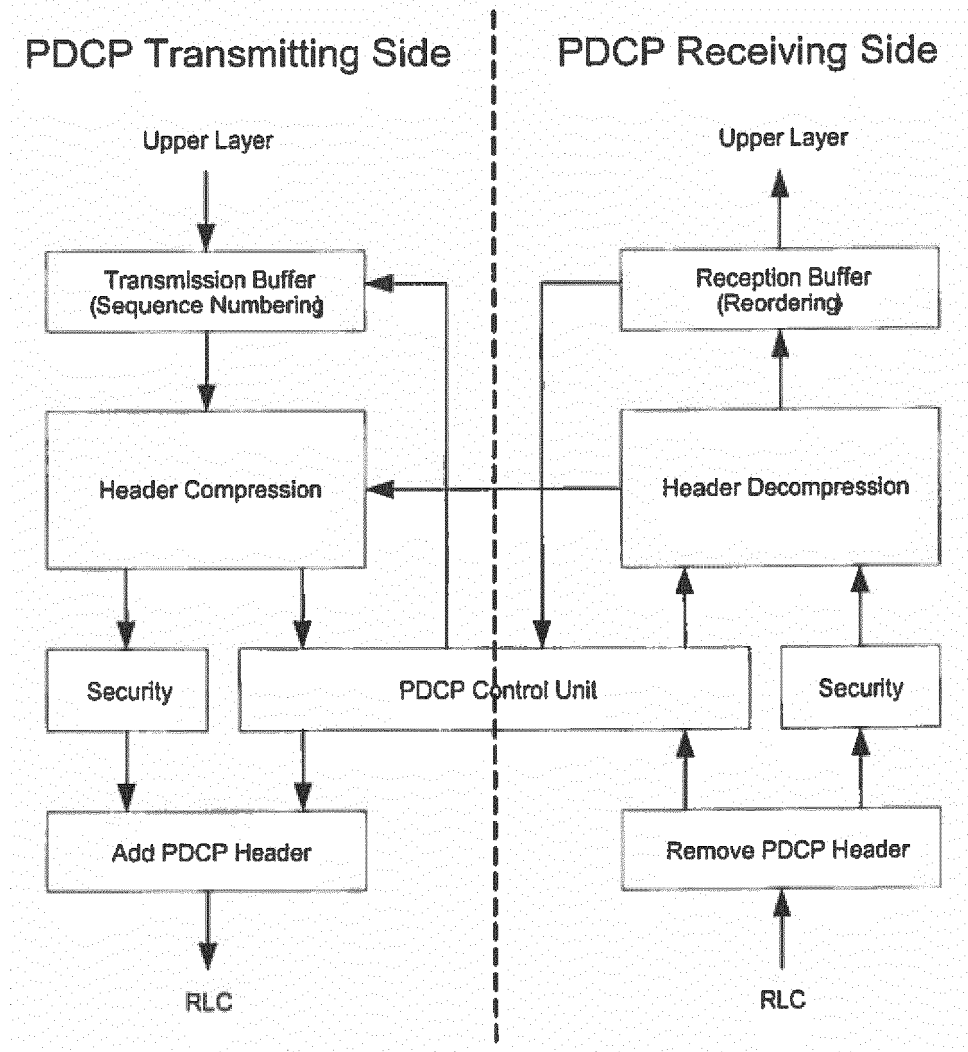 PDCP Transmitting Side
PDCP Receiving Side
Upper Layer
Upper Layer
Transmission Buffer
(Sequence Numbering)
Reception Buffer
(Reordering)
Header Compression
Header Decompression
Security
PDCP Control Unit
Security
Add PDCP Header
Remove PDCP Header
RLC
RLC